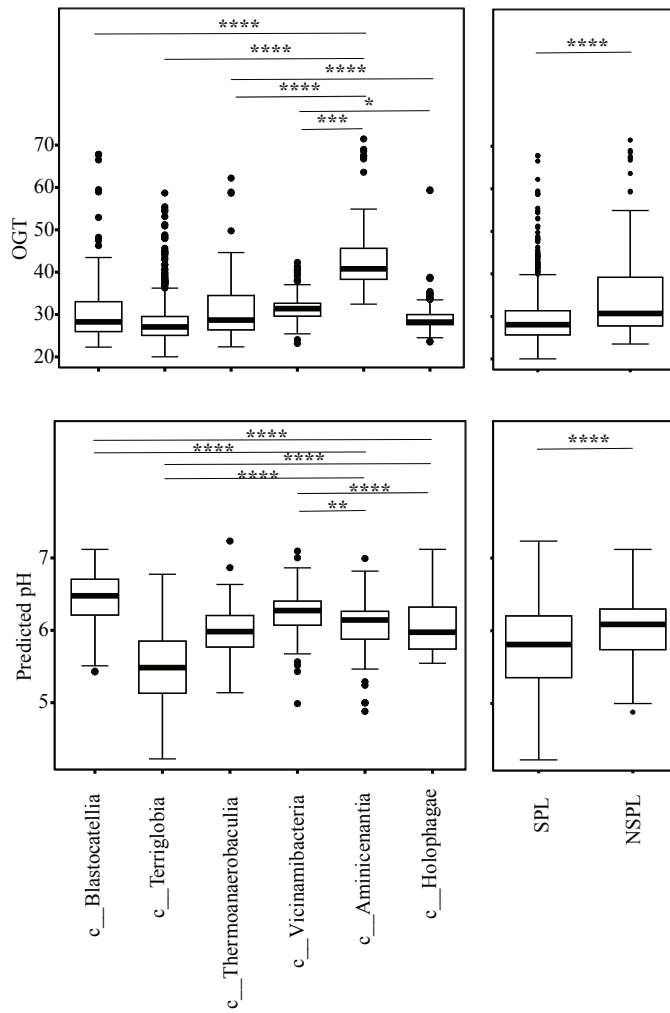 ****
****
****
****
*
***
****
OGT
70
60
50
40
30
20
****
****
****
****
****
**
****
Predicted pH
7
6
5
c__Blastocatellia
c__Terriglobia
c__Thermoanaerobaculia
c__Vicinamibacteria
c__Aminicenantia
c__Holophagae
SPL
NSPL